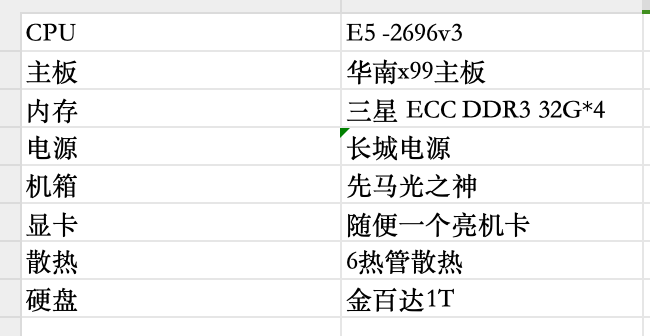 CPU E5 -2696v3
主板 华南x99主板
内存 三星 ECC DDR3 32G*4
电源 长城电源
机箱 先马光之神
显卡 随便一个亮机卡
散热 6热管散热
硬盘 金百达1T